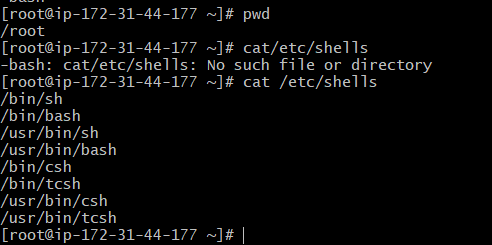 -bash
[root@ip-172-31-44-177 ~]# pwd
/root
[root@ip-172-31-44-177 ~]# cat/etc/shells
-bash: cat/etc/shells: No such file or directory
[root@ip-172-31-44-177 ~]# cat /etc/shells
/bin/sh
/bin/bash
/usr/bin/sh
/usr/bin/bash
/bin/csh
/bin/tcsh
/usr/bin/csh
/usr/bin/tcsh
[root@ip-172-31-44-177 ~]#